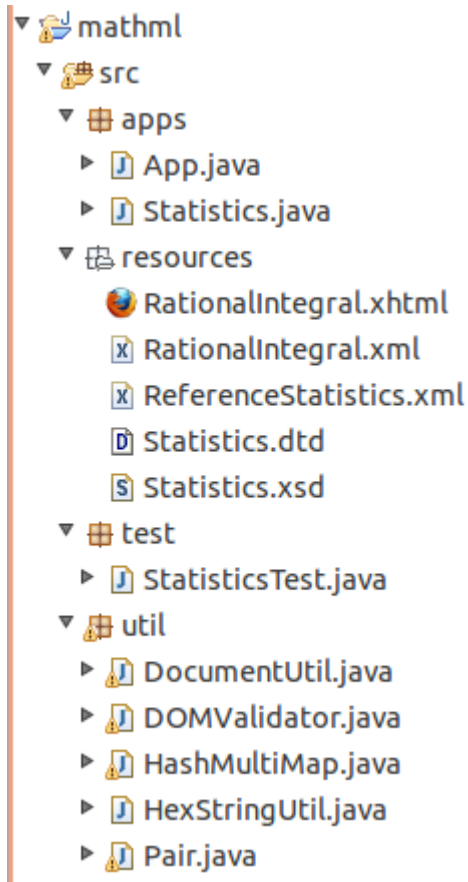 mathml
src
apps
App.java
Statistics.java
resources
RationalIntegral.xhtml
RationalIntegral.xml
ReferenceStatistics.xml
Statistics.dtd
Statistics.xsd
test
StatisticsTest.java
util
DocumentUtil.java
DOMValidator.java
HashMultiMap.java
HexStringUtil.java
Pair.java